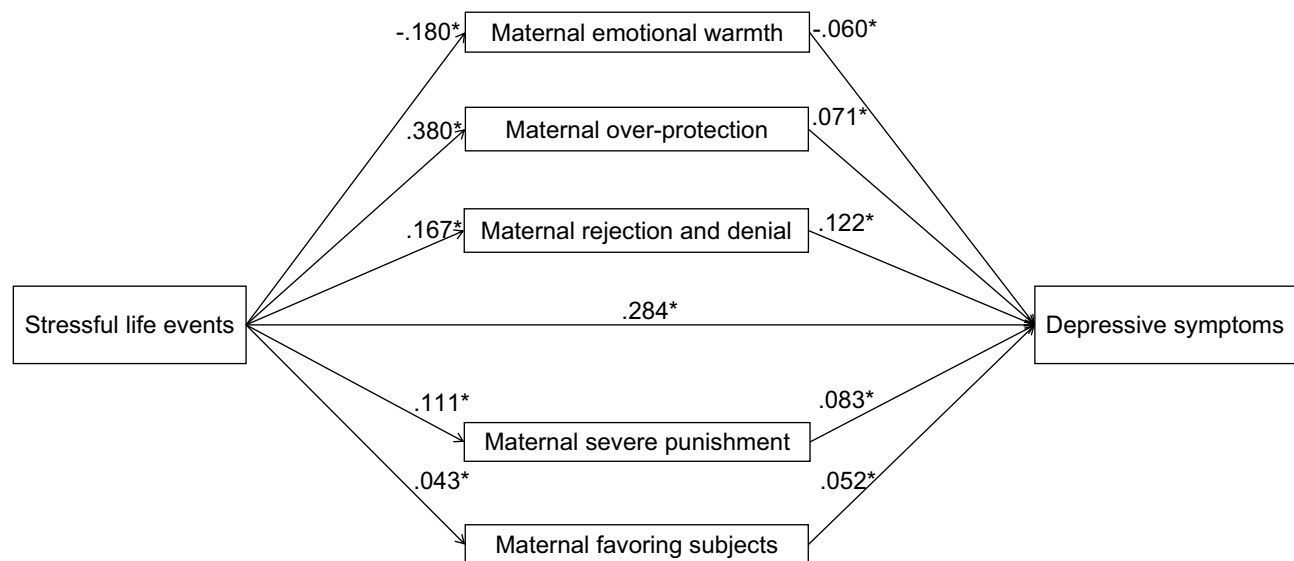 -.180*
Maternal emotional warmth
-.060*
.380*
Maternal over-protection
.071*
.167*
Maternal rejection and denial
.122*
Stressful life events
.284*
Depressive symptoms
.111*
Maternal severe punishment
.083*
.043*
Maternal favoring subjects
.052*